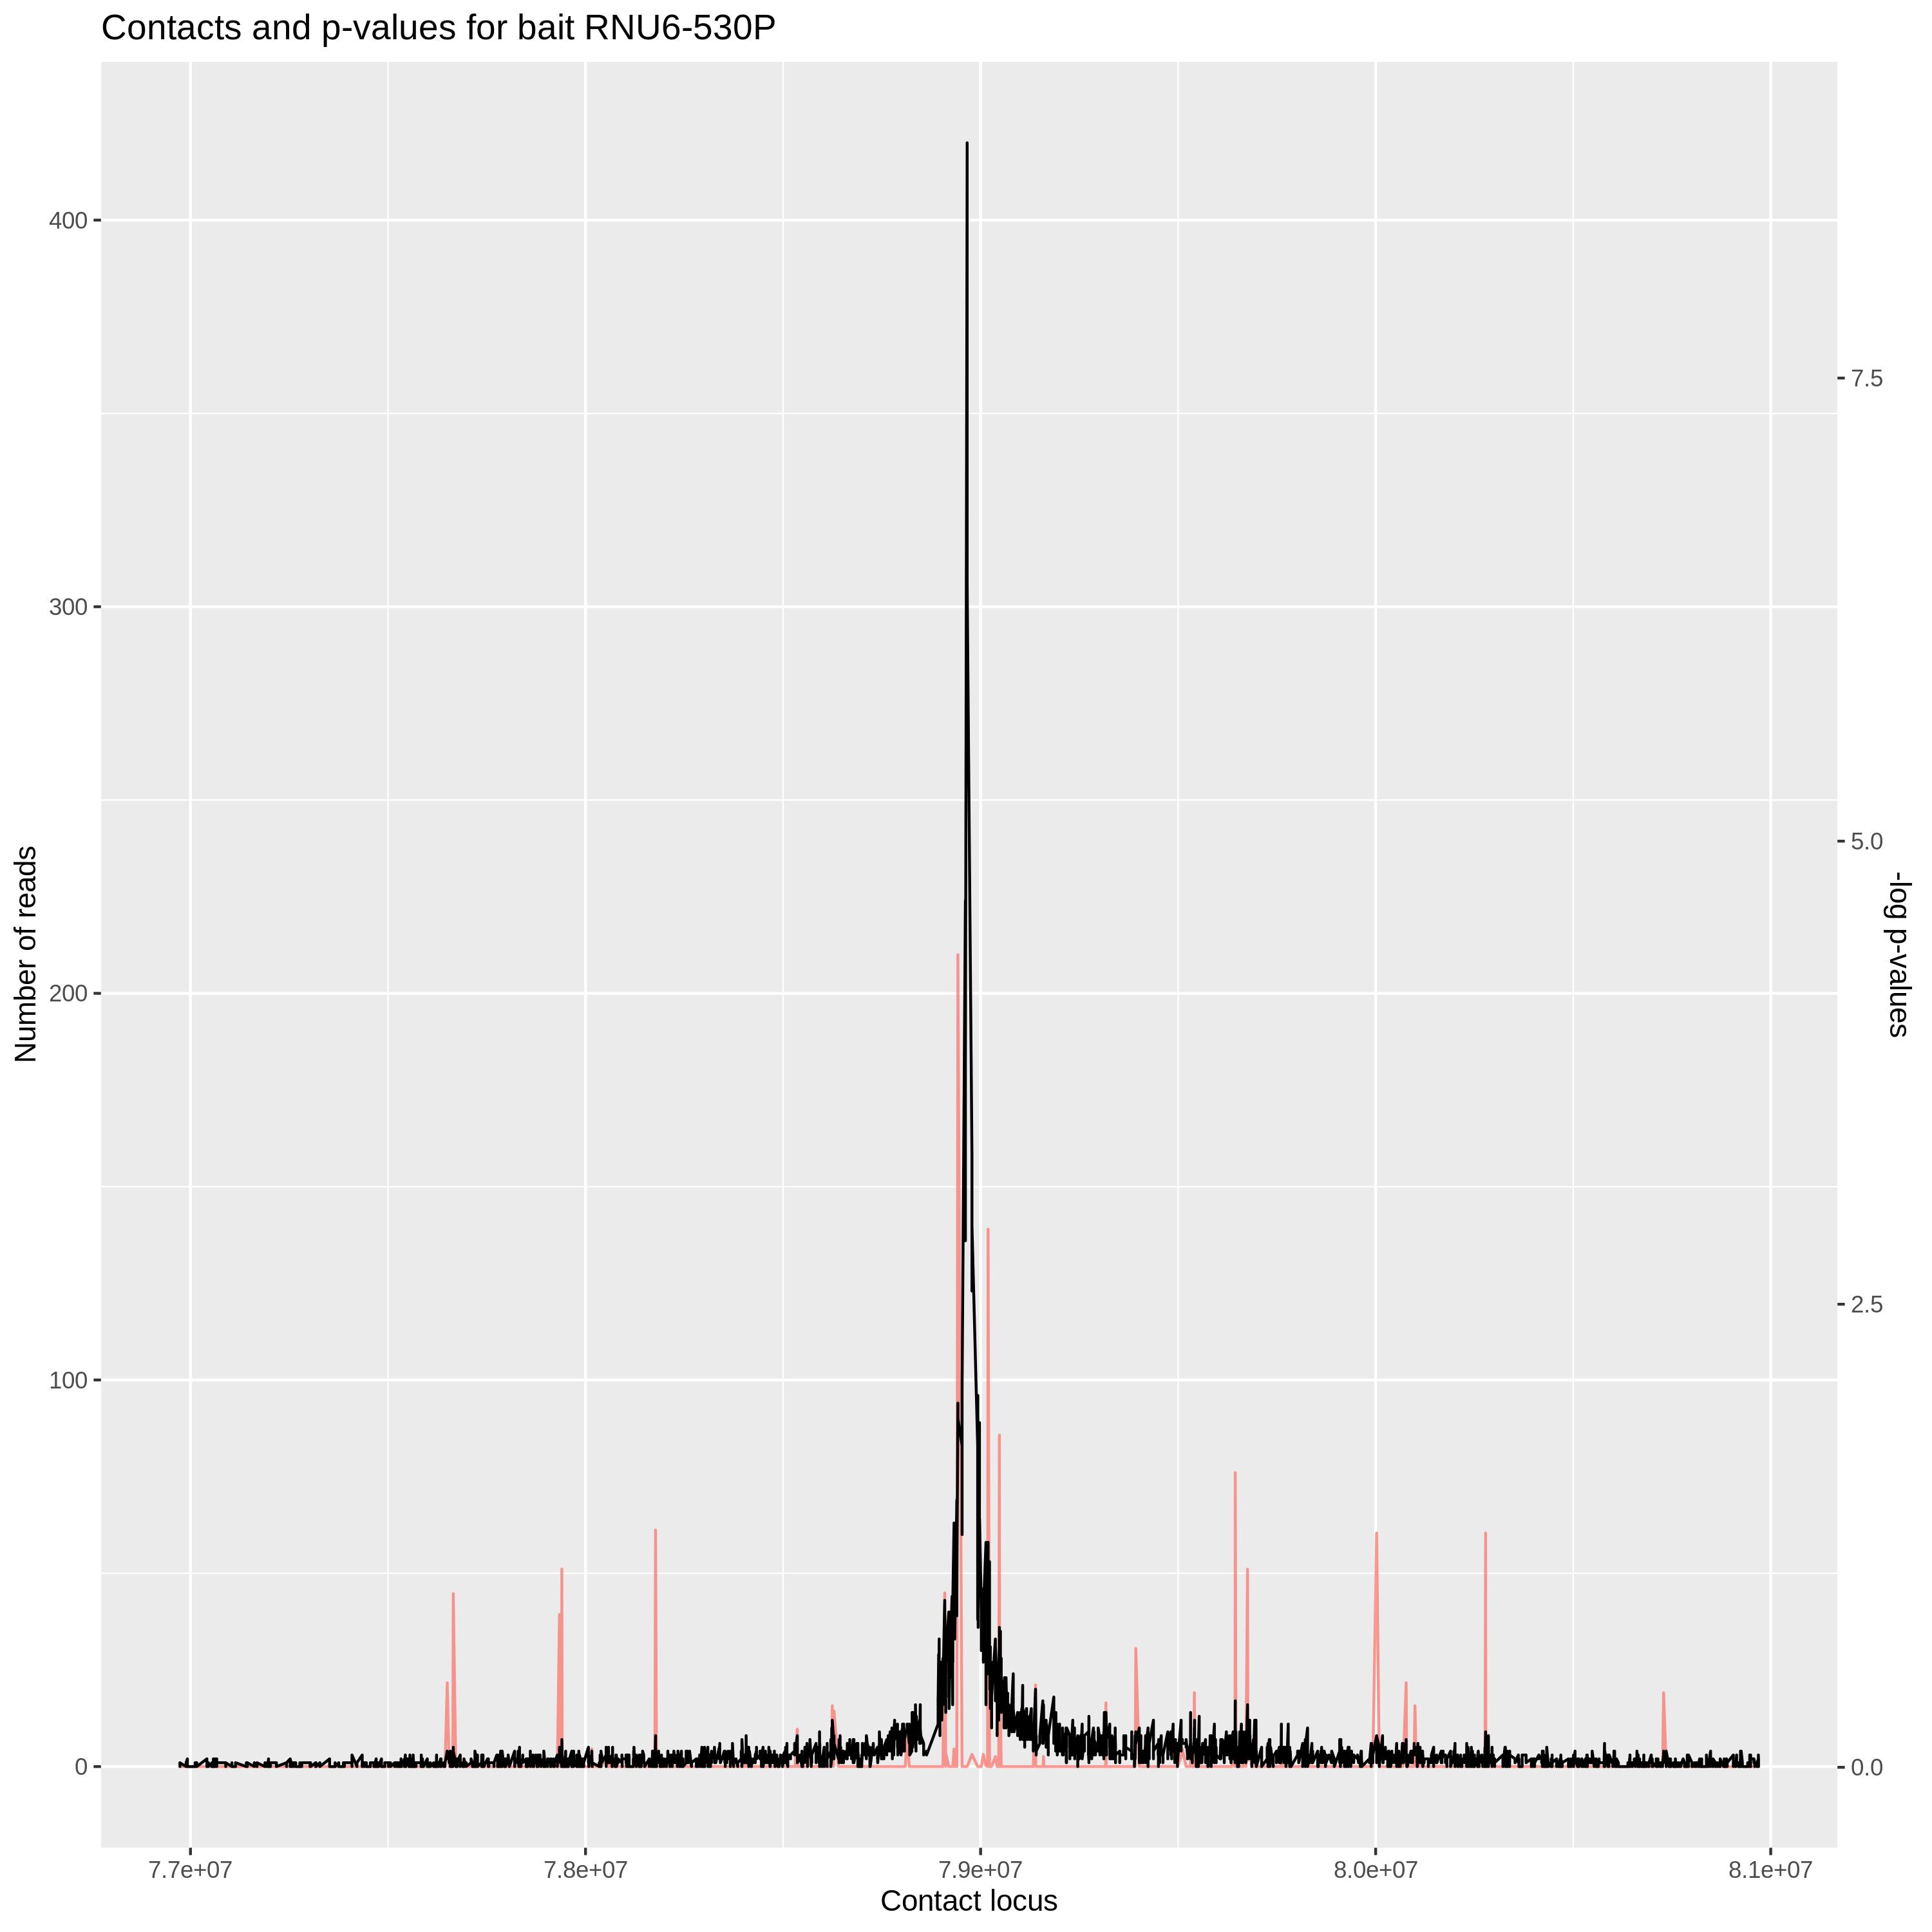 Contacts and p-values for bait RNU6-530P
400
300
200
100
0
Number of reads
7.5
5.0
2.5
0.0
-log p-values
7.7e+07 7.8e+07 7.9e+07 8.0e+07 8.1e+07
Contact locus